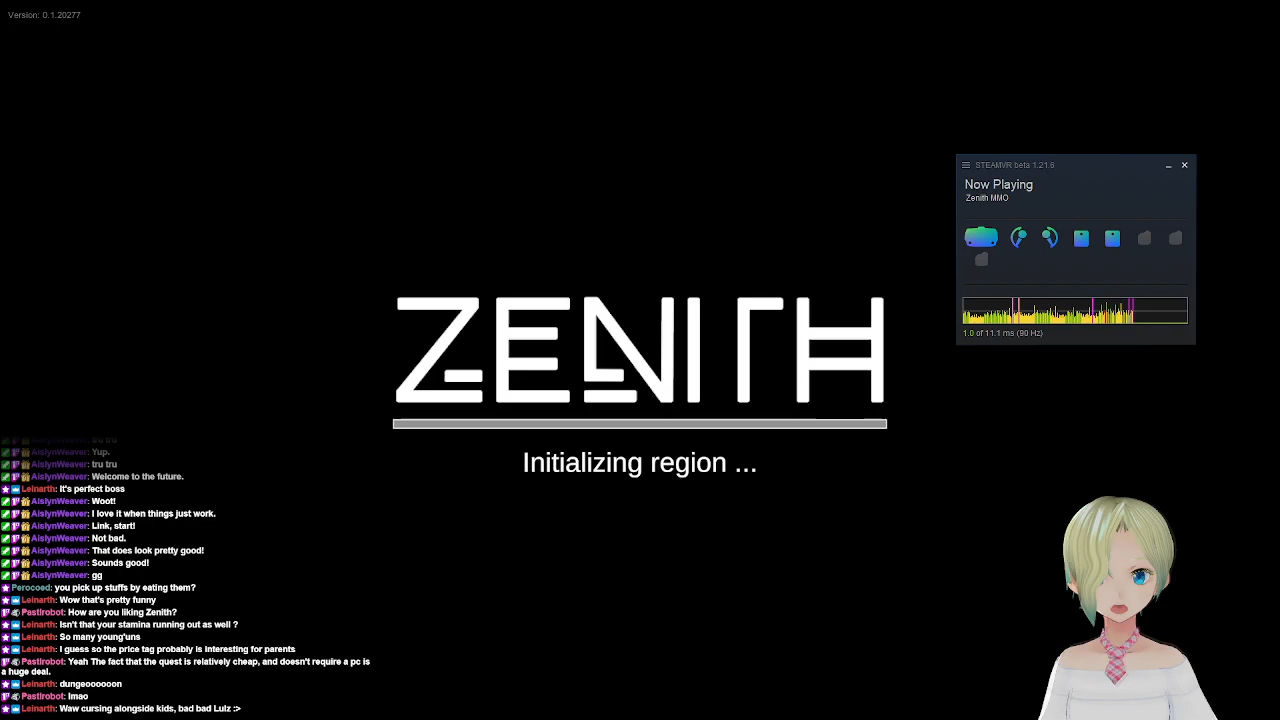 Version: 0.1.20277
STEAMVR beta 1.21.6
Now Playing
Zenith MMO
1.0 of 11.1 ms (90 Hz)
ZENITH
Initializing region ...
AislynWeaver: tru tru
AislynWeaver: Yup.
AislynWeaver: tru tru
AislynWeaver: Welcome to the future.
Leinarth: It's perfect boss
AislynWeaver: Woot!
AislynWeaver: I love it when things just work.
AislynWeaver: Link, start!
AislynWeaver: Not bad.
AislynWeaver: That does look pretty good!
AislynWeaver: Sounds good!
AislynWeaver: gg
Perocoed: you pick up stuffs by eating them?
Leinarth: Wow that's pretty funny
Pastlrobot: How are you liking Zenith?
Leinarth: Isn't that your stamina running out as well ?
Leinarth: So many young'uns
Leinarth: I guess so the price tag probably is interesting for parents
Pastlrobot: Yeah The fact that the quest is relatively cheap, and doesn't require a pc is
a huge deal.
Leinarth: dungeoooooon
Pastlrobot: lmao
Leinarth: Waw cursing alongside kids, bad bad Lulz :>